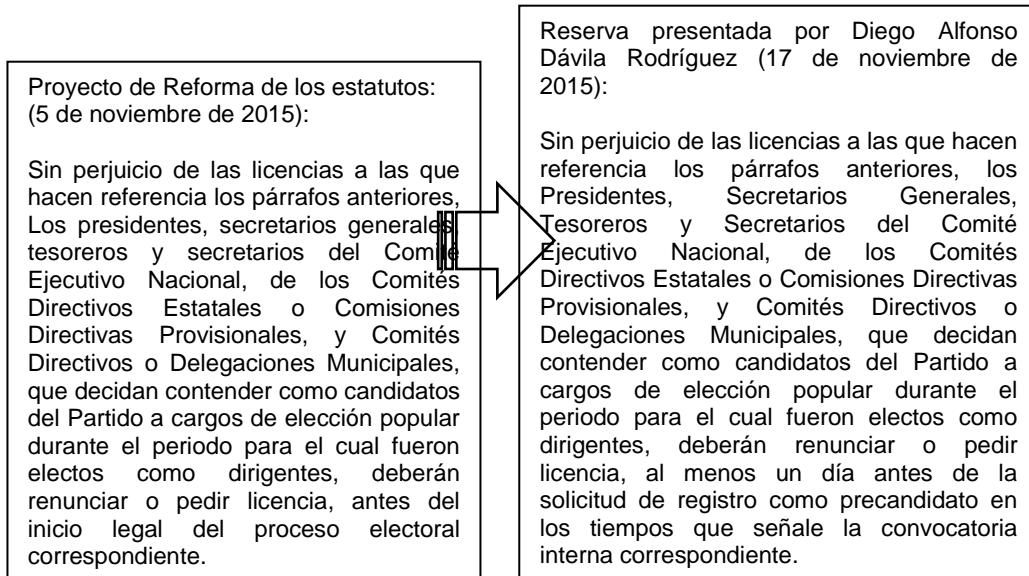 Proyecto de Reforma de los estatutos:
(5 de noviembre de 2015):
Sin perjuicio de las licencias a las que
hacen referencia los párrafos anteriores,
Los presidentes, secretarios generales,
tesoreros y secretarios del Comité
Ejecutivo Nacional, de los Comités
Directivos Estatales o Comisiones
Directivas Provisionales, y Comités
Directivos o Delegaciones Municipales,
que decidan contender como candidatos
del Partido a cargos de elección popular
durante el periodo para el cual fueron
electos como dirigentes, deberán
renunciar o pedir licencia, antes del
inicio legal del proceso electoral
correspondiente.
Reserva presentada por Diego Alfonso
Dávila Rodríguez (17 de noviembre de
2015):
Sin perjuicio de las licencias a las que hacen
referencia los párrafos anteriores, los
Presidentes, Secretarios Generales,
Tesoreros y Secretarios del Comité
Ejecutivo Nacional, de los Comités
Directivos Estatales o Comisiones Directivas
Provisionales, y Comités Directivos o
Delegaciones Municipales, que decidan
contender como candidatos del Partido a
cargos de elección popular durante el
periodo para el cual fueron electos como
dirigentes, deberán renunciar o pedir
licencia, al menos un día antes de la
solicitud de registro como precandidato en
los tiempos que señale la convocatoria
interna correspondiente.